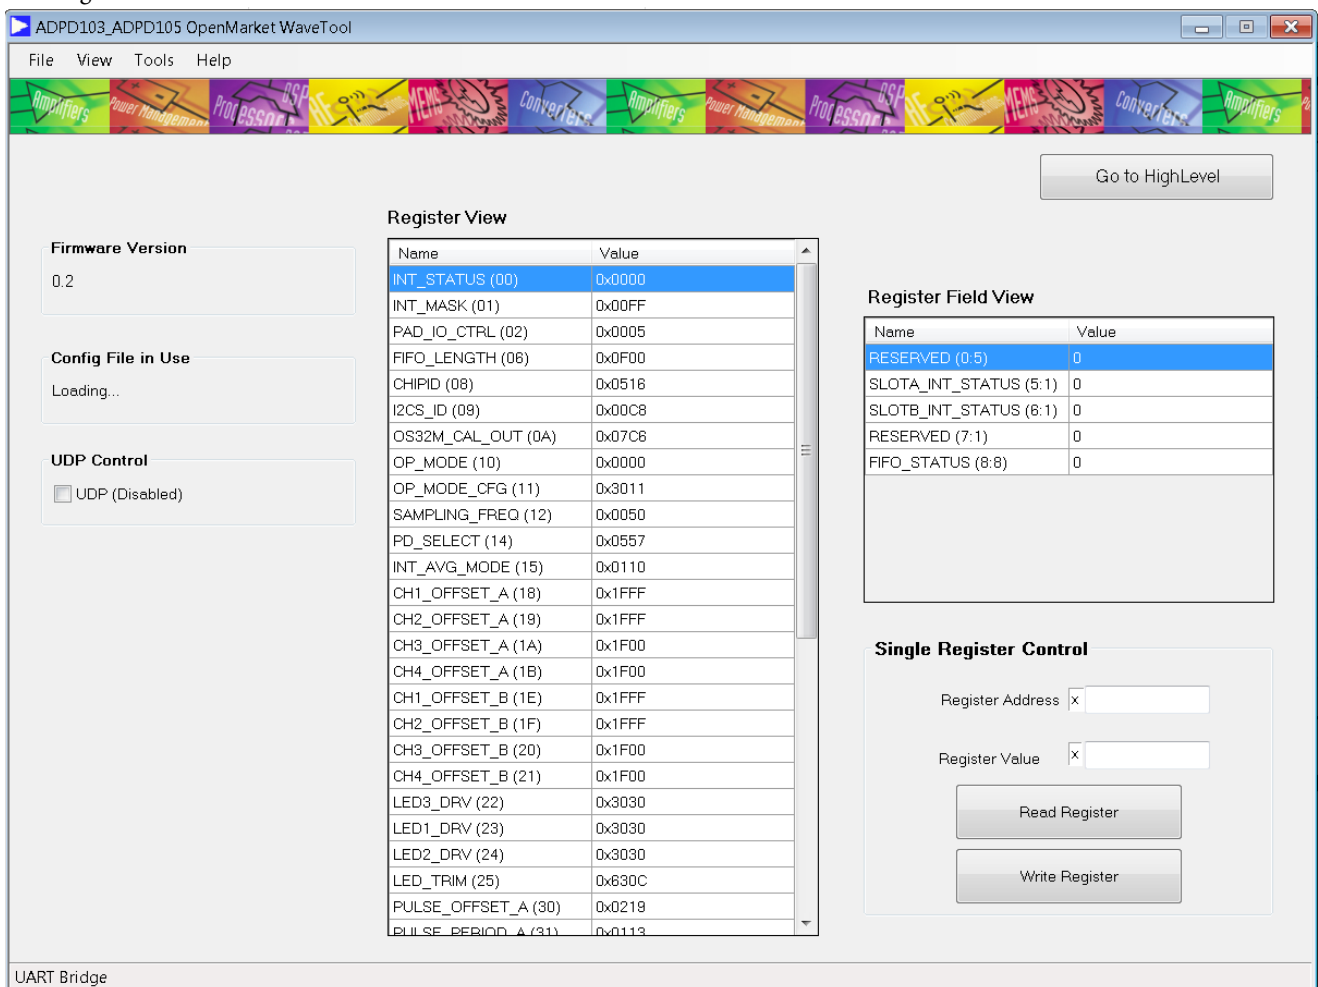 ADPD103_ADPD105 OpenMarket WaveTool
File View Tools Help
Amplifiers Power Management Processors DSP RF MEMS Converters Amplifiers Power Management Processors DSP RF MEMS Converters Amplifiers
Go to HighLevel
Firmware Version
0.2
Config File in Use
Loading...
UDP Control
UDP (Disabled)
Register View
Name Value
INT_STATUS (00) 0x0000
INT_MASK (01) 0x00FF
PAD_IO_CTRL (02) 0x0005
FIFO_LENGTH (06) 0x0F00
CHIPID (08) 0x0516
I2CS_ID (09) 0x00C8
OS32M_CAL_OUT (0A) 0x07C6
OP_MODE (10) 0x0000
OP_MODE_CFG (11) 0x3011
SAMPLING_FREQ (12) 0x0050
PD_SELECT (14) 0x0557
INT_AVG_MODE (15) 0x0110
CH1_OFFSET_A (18) 0x1FFF
CH2_OFFSET_A (19) 0x1FFF
CH3_OFFSET_A (1A) 0x1F00
CH4_OFFSET_A (1B) 0x1F00
CH1_OFFSET_B (1E) 0x1FFF
CH2_OFFSET_B (1F) 0x1FFF
CH3_OFFSET_B (20) 0x1F00
CH4_OFFSET_B (21) 0x1F00
LED3_DRV (22) 0x3030
LED1_DRV (23) 0x3030
LED2_DRV (24) 0x3030
LED_TRIM (25) 0x630C
PULSE_OFFSET_A (30) 0x0219
PULSE_PERIOD_A (31) 0x0113
Register Field View
Name Value
RESERVED (0:5) 0
SLOTA_INT_STATUS (5:1) 0
SLOTB_INT_STATUS (6:1) 0
RESERVED (7:1) 0
FIFO_STATUS (8:8) 0
Single Register Control
Register Address x
Register Value x
Read Register
Write Register
UART Bridge